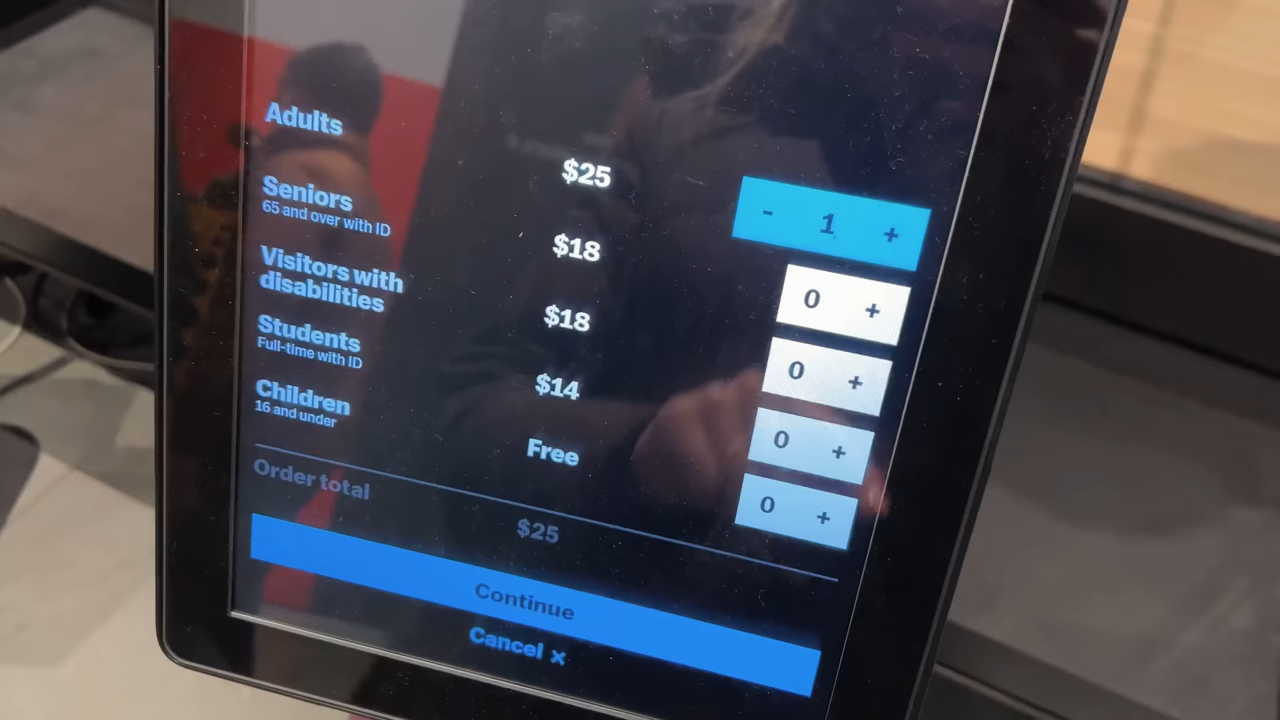 Adults
$25
- 1 +
Seniors
65 and over with ID
$18
0 +
Visitors with
disabilities
$18
0 +
Students
Full-time with ID
$14
0 +
Children
16 and under
Free
0 +
Order total
$25
Continue
Cancel ×